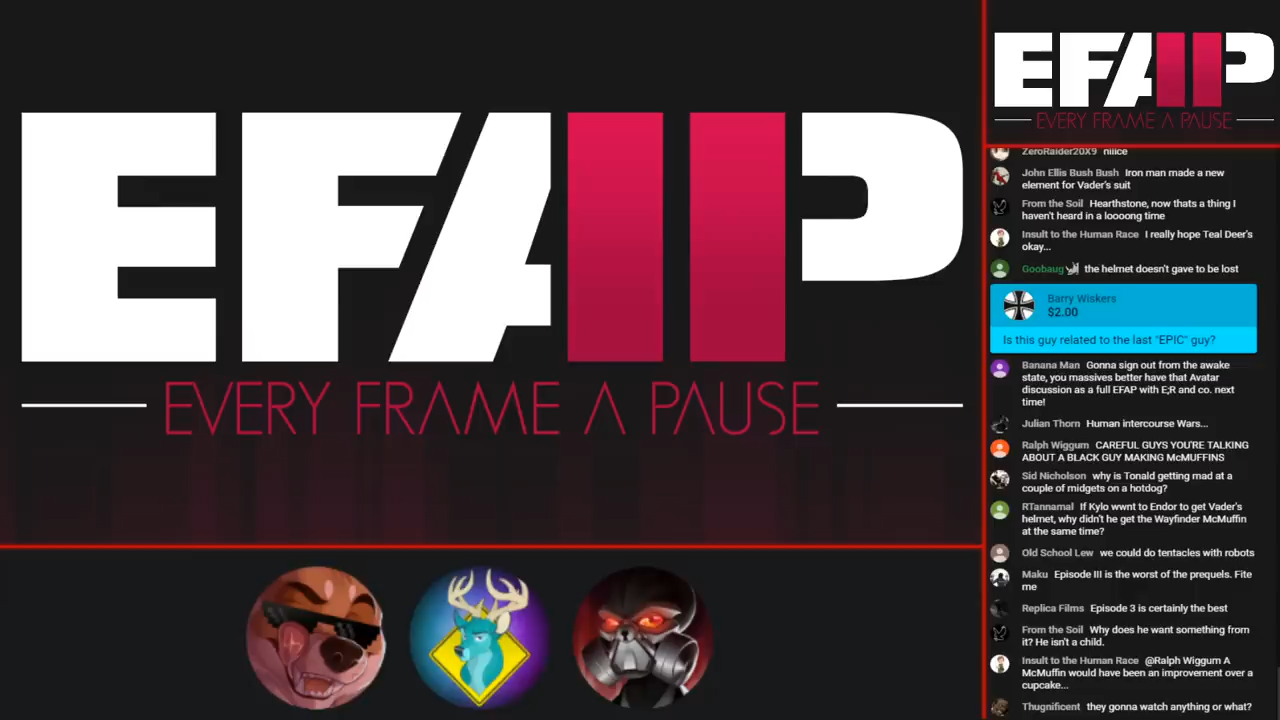 EFAP
EVERY FRAME A PAUSE
EFAP
EVERY FRAME A PAUSE
ZeroRaider20X9 niiice
John Ellis Bush Bush Iron man made a new
element for Vader's suit
From the Soil Hearthstone, now thats a thing I
haven't heard in a loooong time
Insult to the Human Race I really hope Teal Deer's
okay...
Goobaug the helmet doesn't gave to be lost
Barry Wiskers
$2.00
Is this guy related to the last "EPIC" guy?
Banana Man Gonna sign out from the awake
state, you massives better have that Avatar
discussion as a full EFAP with E;R and co. next
time!
Julian Thorn Human intercourse Wars...
Ralph Wiggum CAREFUL GUYS YOU'RE TALKING
ABOUT A BLACK GUY MAKING McMUFFINS
Sid Nicholson why is Tonald getting mad at a
couple of midgets on a hotdog?
RTannamal If Kylo wwnt to Endor to get Vader's
helmet, why didn't he get the Wayfinder McMuffin
at the same time?
Old School Lew we could do tentacles with robots
Maku Episode III is the worst of the prequels. Fite
me
Replica Films Episode 3 is certainly the best
From the Soil Why does he want something from
it? He isn't a child.
Insult to the Human Race @Ralph Wiggum A
McMuffin would have been an improvement over a
cupcake...
Thugnificent they gonna watch anything or what?